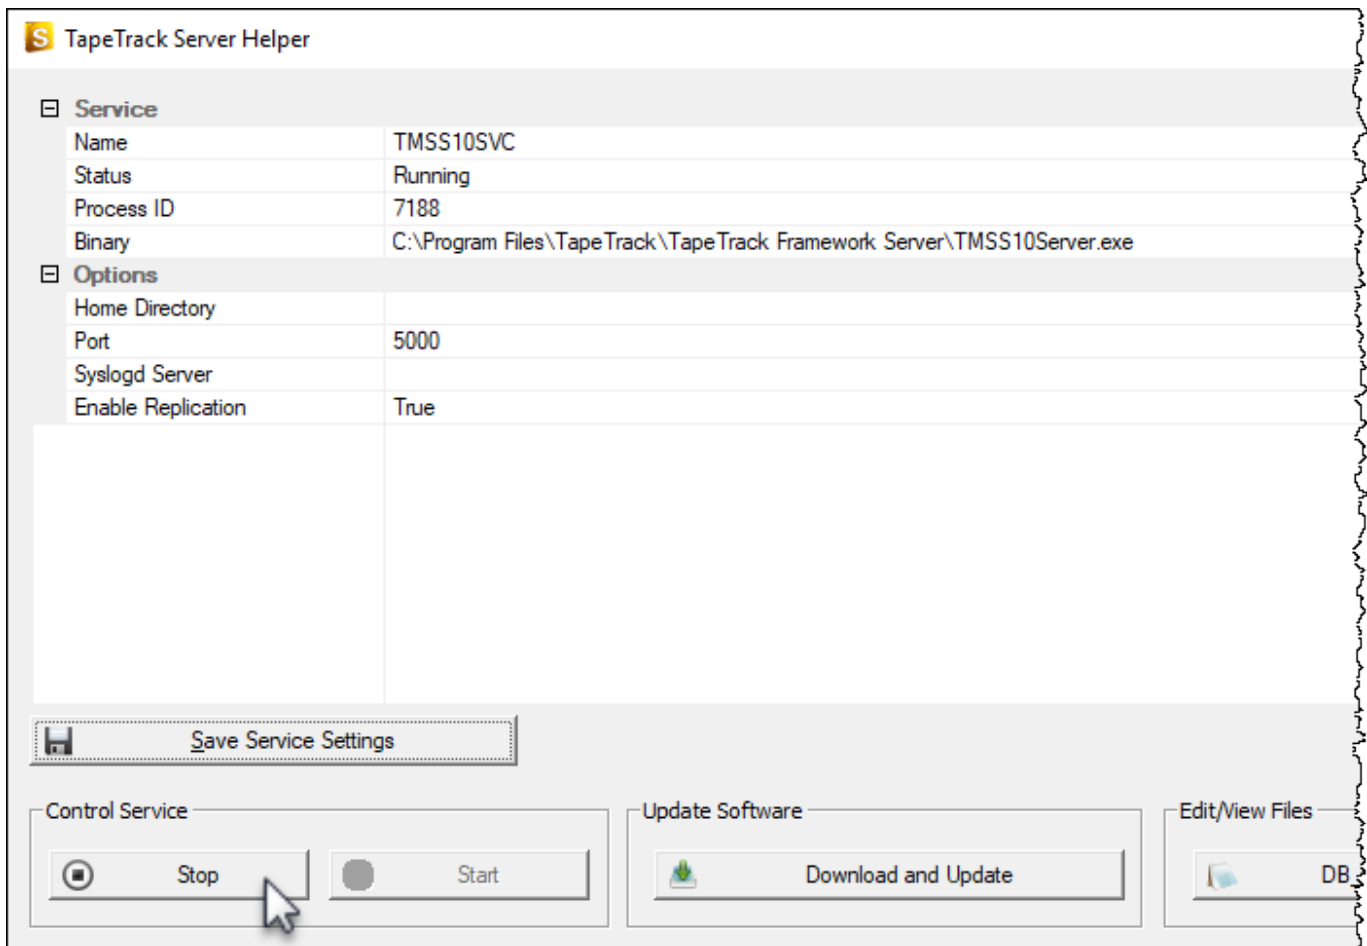 TapeTrack Server Helper
Service
Name TMSS10SVC
Status Running
Process ID 7188
Binary C:\Program Files\TapeTrack\TapeTrack Framework Server\TMSS10Server.exe
Options
Home Directory
Port 5000
Syslogd Server
Enable Replication True
Save Service Settings
Control Service Update Software Edit/View Files
Stop Start Download and Update DB_